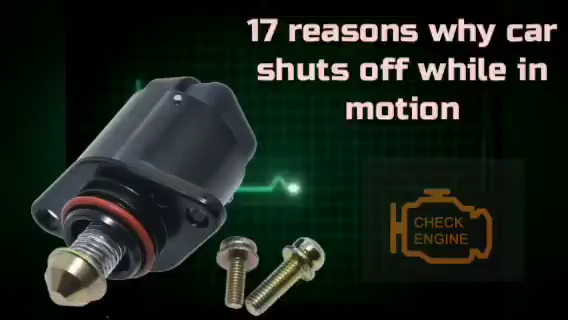 17 reasons why car
shuts off while in
motion
CHECK
ENGINE